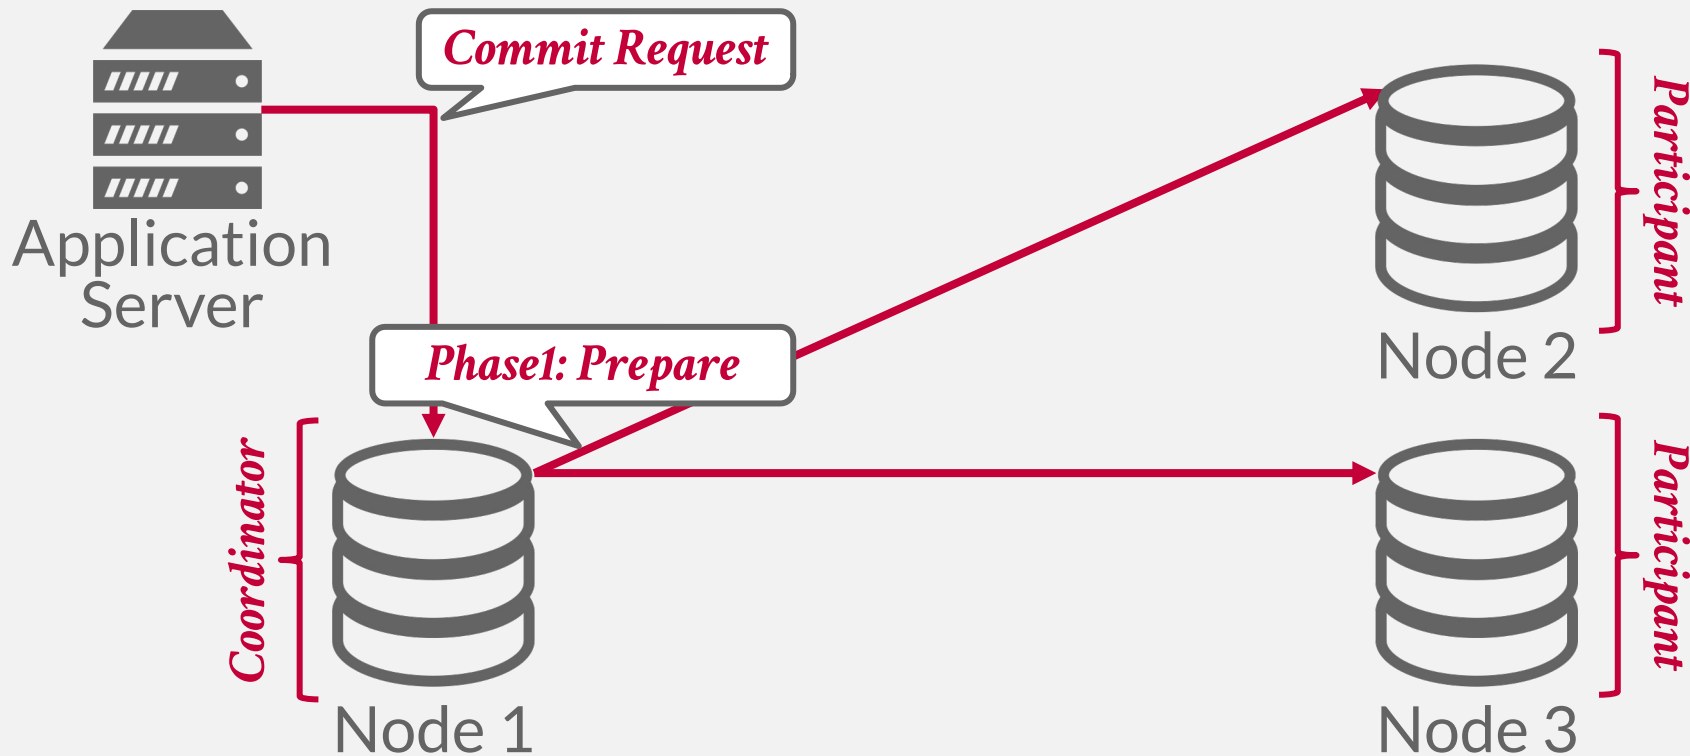 Commit Request
Application
Server
Participant
Node 2
Phase1: Prepare
Coordinator
Node 1
Participant
Node 3